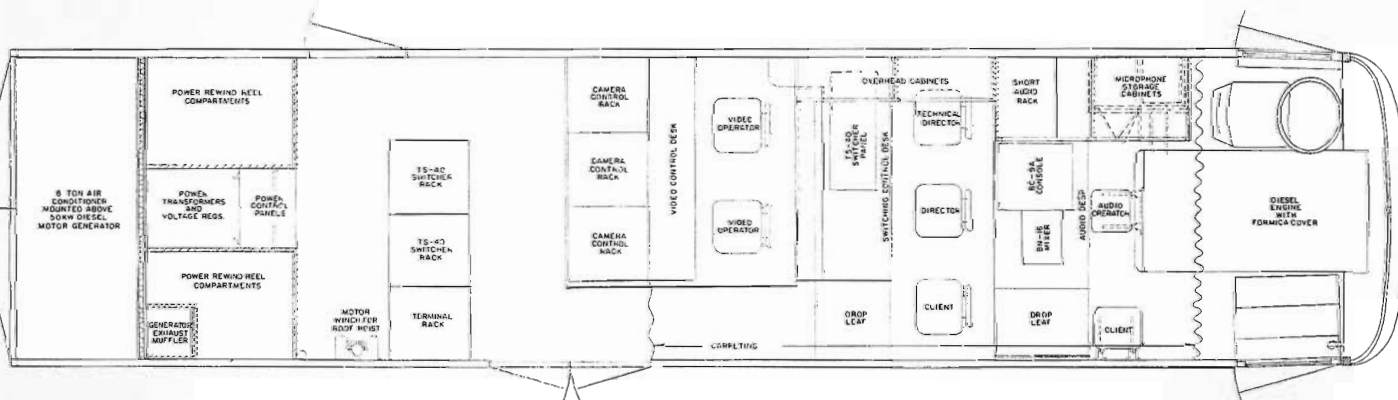 6 TON AIR
CONDITIONER
MOUNTED ABOVE
50KW DIESEL
MOTOR GENERATOR
POWER REWIND REEL
COMPARTMENTS
POWER
TRANSFORMERS
AND
VOLTAGE REGS.
POWER
CONTROL
PANELS
POWER REWIND REEL
COMPARTMENTS
GENERATOR
EXHAUST
MUFFLER
MOTOR
WINCH FOR
ROOF HOIST
TS-40
SWITCHER
RACK
TS-40
SWITCHER
RACK
TERMINAL
RACK
CAMERA
CONTROL
RACK
CAMERA
CONTROL
RACK
CAMERA
CONTROL
RACK
VIDEO CONTROL DESK
VIDEO
OPERATOR
VIDEO
OPERATOR
OVERHEAD CABINETS
TS-40
SWITCHER
PANEL
SWITCHING CONTROL DESK
TECHNICAL
DIRECTOR
DIRECTOR
CLIENT
DROP
LEAF
CARPETING
SHORT
AUDIO
RACK
MICROPHONE
STORAGE
CABINETS
BC-9A
CONSOLE
BN-16
MIXER
AUDIO DESK
AUDIO
OPERATOR
DROP
LEAF
CLIENT
DIESEL
ENGINE
WITH
FORMICA COVER